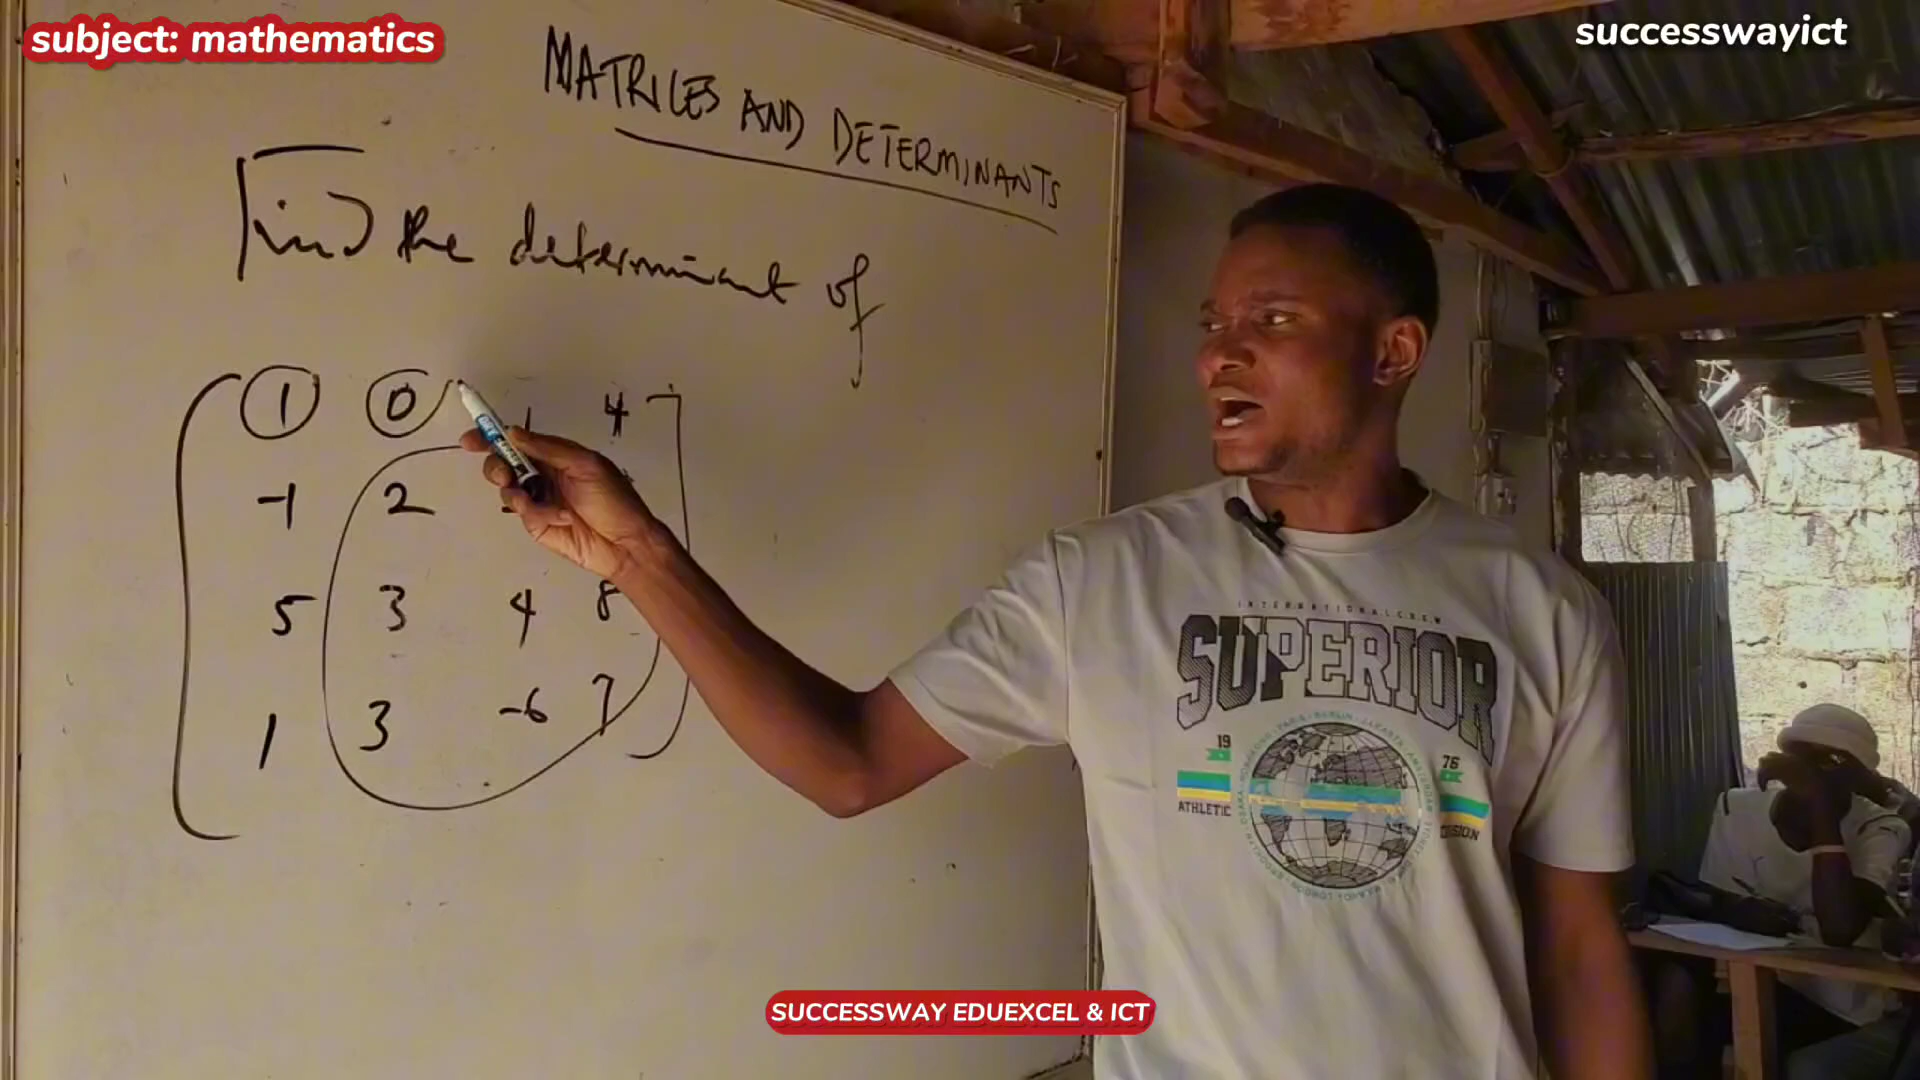 subject: mathematics
successwayict
MATRICES AND DETERMINANTS
Find the determinant of
1 0 4
-1 2
5 3 4 8
1 3 -6 7
INTERNATIONALCREW
SUPERIOR
19 76
ATHLETIC
SUCCESSWAY EDUEXCEL & ICT